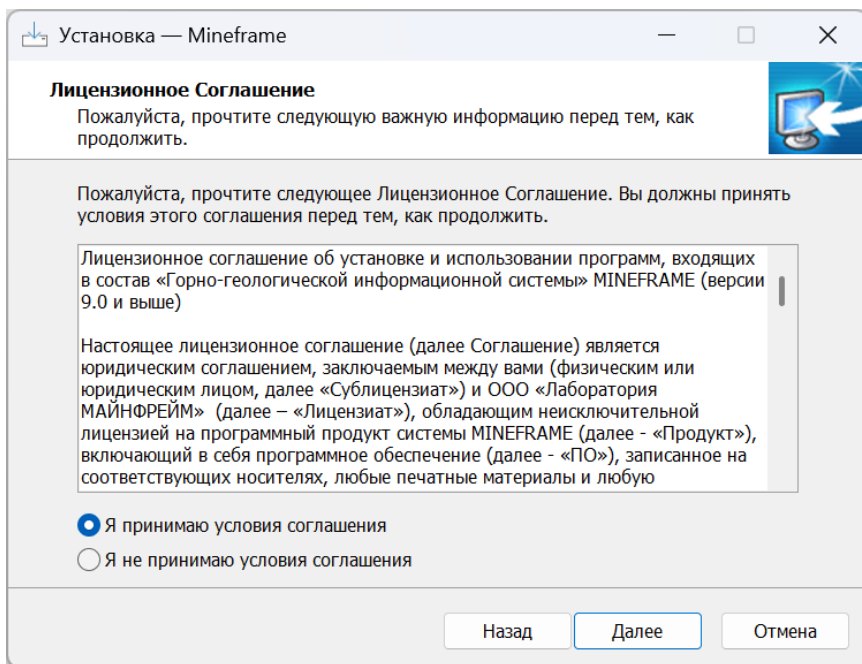 Установка — Mineframe
Лицензионное Соглашение
Пожалуйста, прочтите следующую важную информацию перед тем, как
продолжить.
Пожалуйста, прочтите следующее Лицензионное Соглашение. Вы должны принять
условия этого соглашения перед тем, как продолжить.
Лицензионное соглашение об установке и использовании программ, входящих
в состав «Горно-геологической информационной системы» MINEFRAME (версии
9.0 и выше)
Настоящее лицензионное соглашение (далее Соглашение) является
юридическим соглашением, заключаемым между вами (физическим или
юридическим лицом, далее «Сублицензиат») и ООО «Лаборатория
МАЙНФРЕЙМ» (далее – «Лицензиат»), обладающим неисключительной
лицензией на программный продукт системы MINEFRAME (далее - «Продукт»),
включающий в себя программное обеспечение (далее - «ПО»), записанное на
соответствующих носителях, любые печатные материалы и любую
Я принимаю условия соглашения
Я не принимаю условия соглашения
Назад Далее Отмена